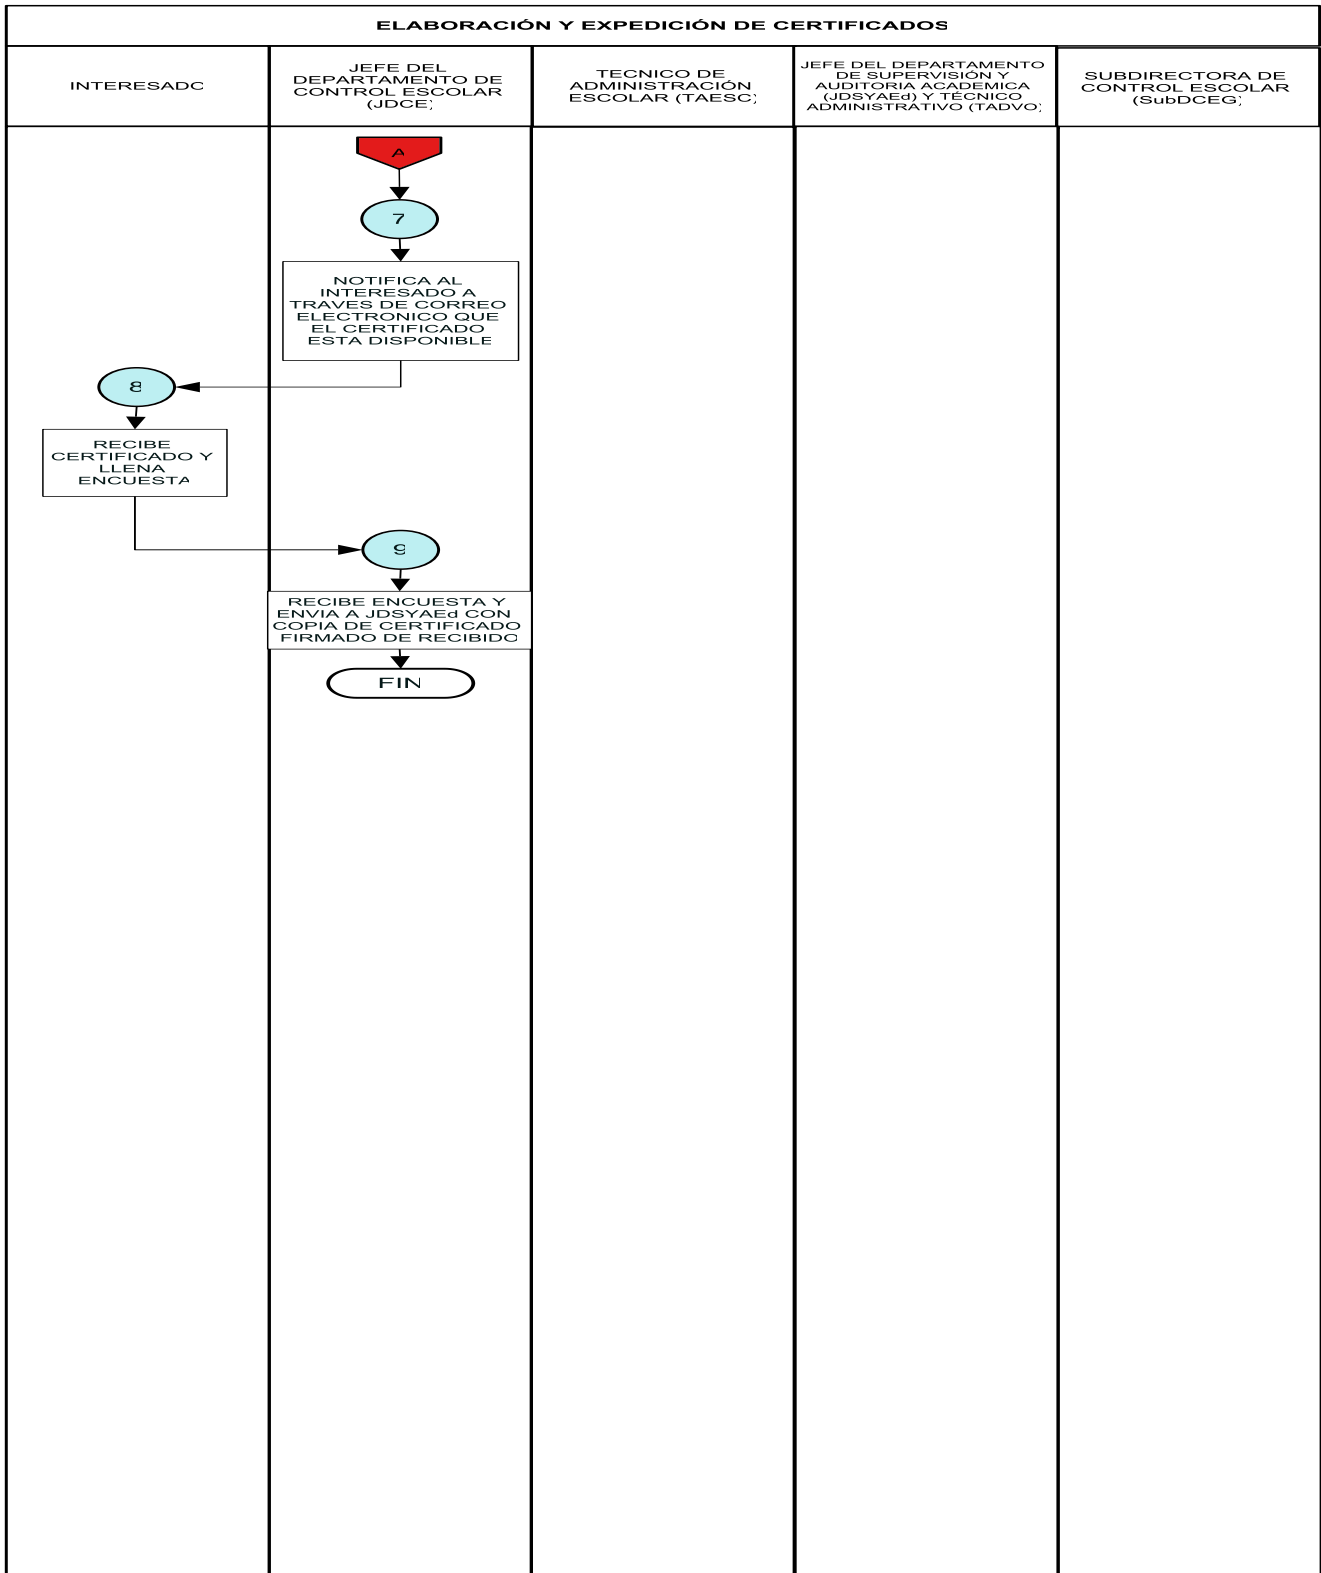 ELABORACIÓN Y EXPEDICIÓN DE CERTIFICADOS
INTERESADO
JEFE DEL
DEPARTAMENTO DE
CONTROL ESCOLAR
(JDCE)
TECNICO DE
ADMINISTRACIÓN
ESCOLAR (TAESC)
JEFE DEL DEPARTAMENTO
DE SUPERVISIÓN Y
AUDITORIA ACADEMICA
(JDSYAEd) Y TÉCNICO
ADMINISTRATIVO (TADVO)
SUBDIRECTORA DE
CONTROL ESCOLAR
(SubDCEG)
A
7
NOTIFICA AL
INTERESADO A
TRAVES DE CORREO
ELECTRONICO QUE
EL CERTIFICADO
ESTA DISPONIBLE
8
RECIBE
CERTIFICADO Y
LLENA
ENCUESTA
9
RECIBE ENCUESTA Y
ENVIA A JDSYAEd CON
COPIA DE CERTIFICADO
FIRMADO DE RECIBIDO
FIN